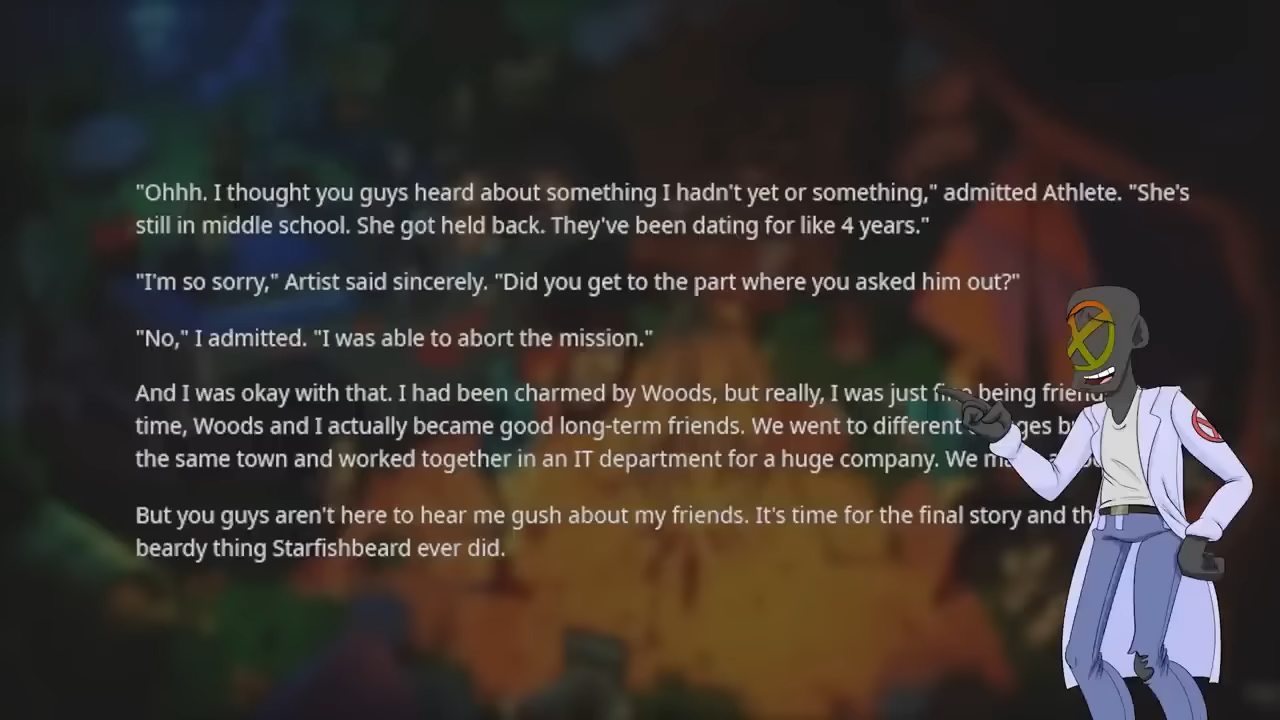 "Ohhh. I thought you guys heard about something I hadn't yet or something," admitted Athlete. "She's
still in middle school. She got held back. They've been dating for like 4 years."
"I'm so sorry," Artist said sincerely. "Did you get to the part where you asked him out?"
"No," I admitted. "I was able to abort the mission."
And I was okay with that. I had been charmed by Woods, but really, I was just being
time, Woods and I actually became good long-term friends. We went to different
the same town and worked together in an IT department for a huge company. We
But you guys aren't here to hear me gush about my friends. It's time for the final story and
beardy thing Starfishbeard ever did.